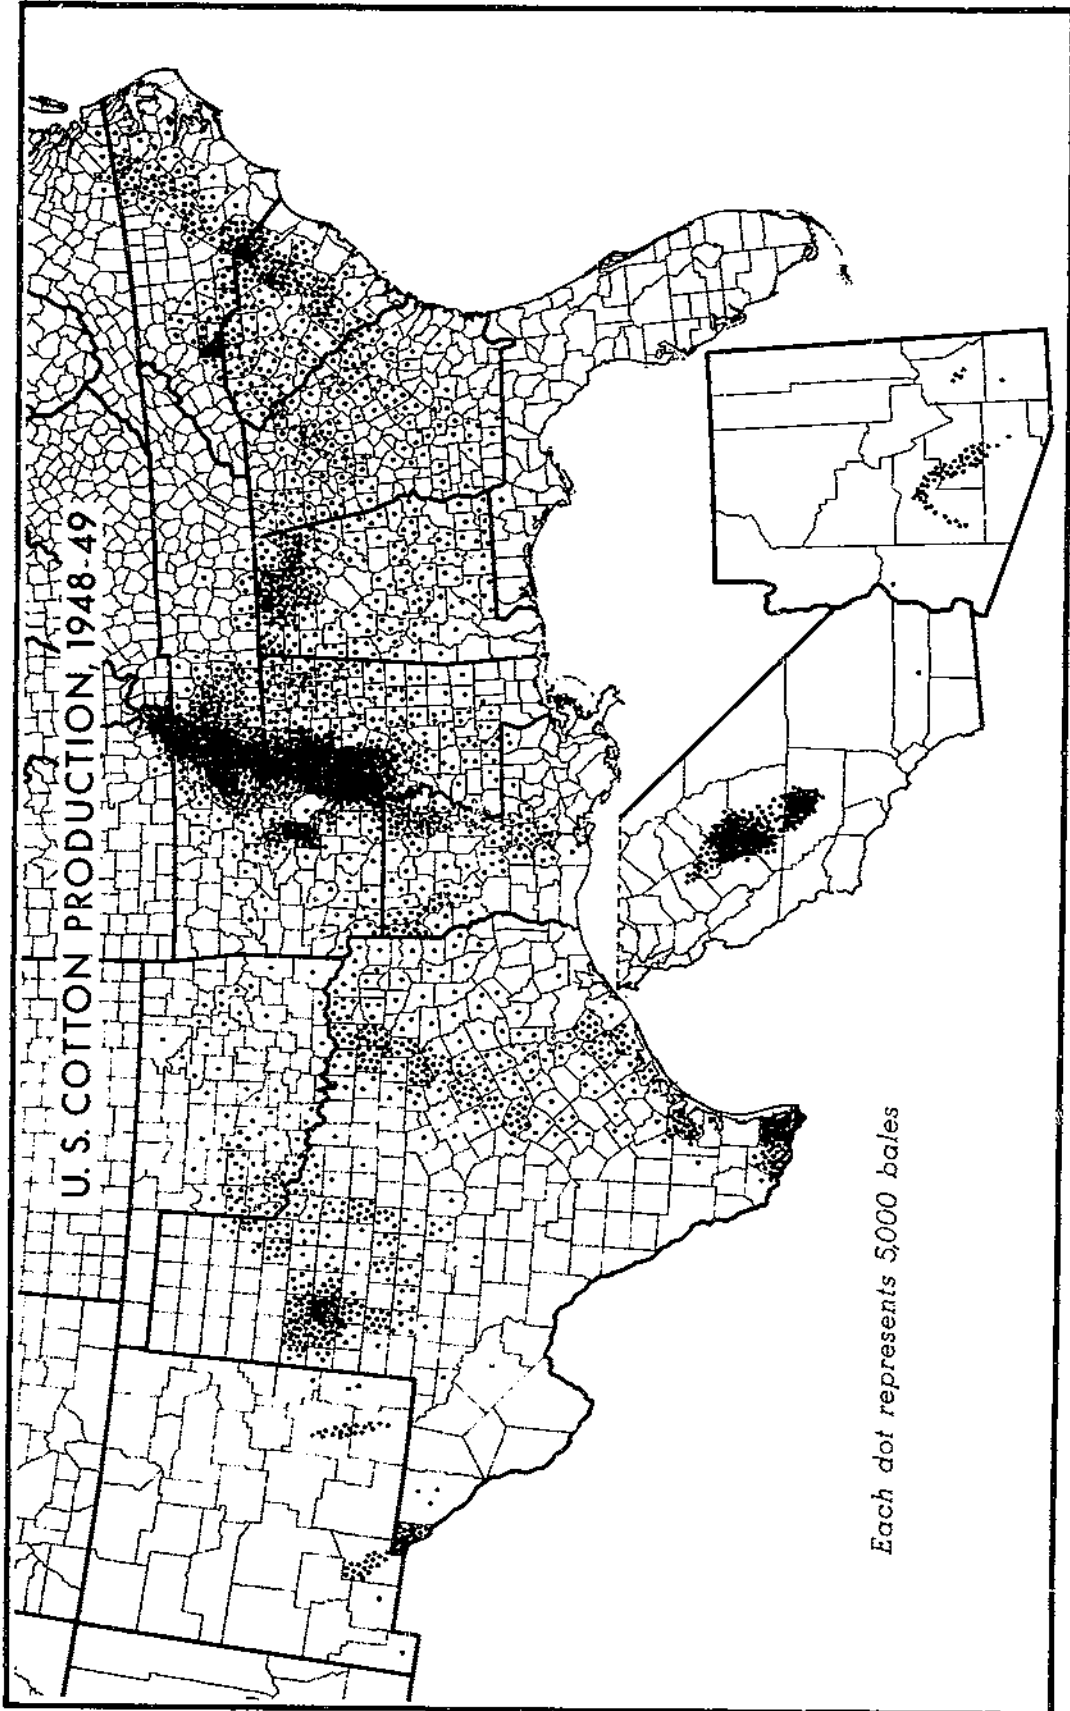 U.S. COTTON PRODUCTION, 1948-49
Each dot represents 5,000 bales